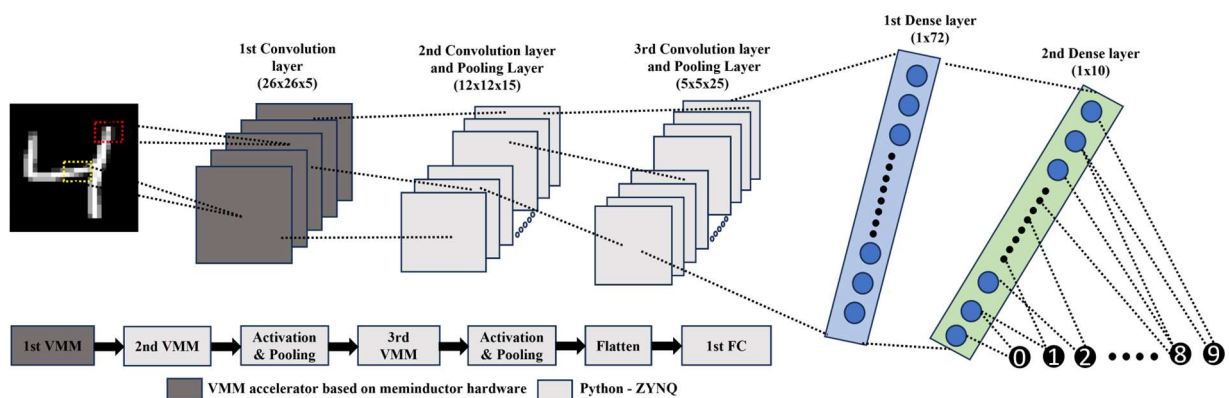 1st Convolution
layer
(26x26x5)
2nd Convolution layer
and Pooling Layer
(12x12x15)
3rd Convolution layer
and Pooling Layer
(5x5x25)
1st Dense layer
(1x72)
2nd Dense layer
(1x10)
0
1
2
8
9
1st VMM
2nd VMM
Activation
& Pooling
3rd
VMM
Activation
& Pooling
Flatten
1st FC
VMM accelerator based on meminductor hardware
Python - ZYNQ